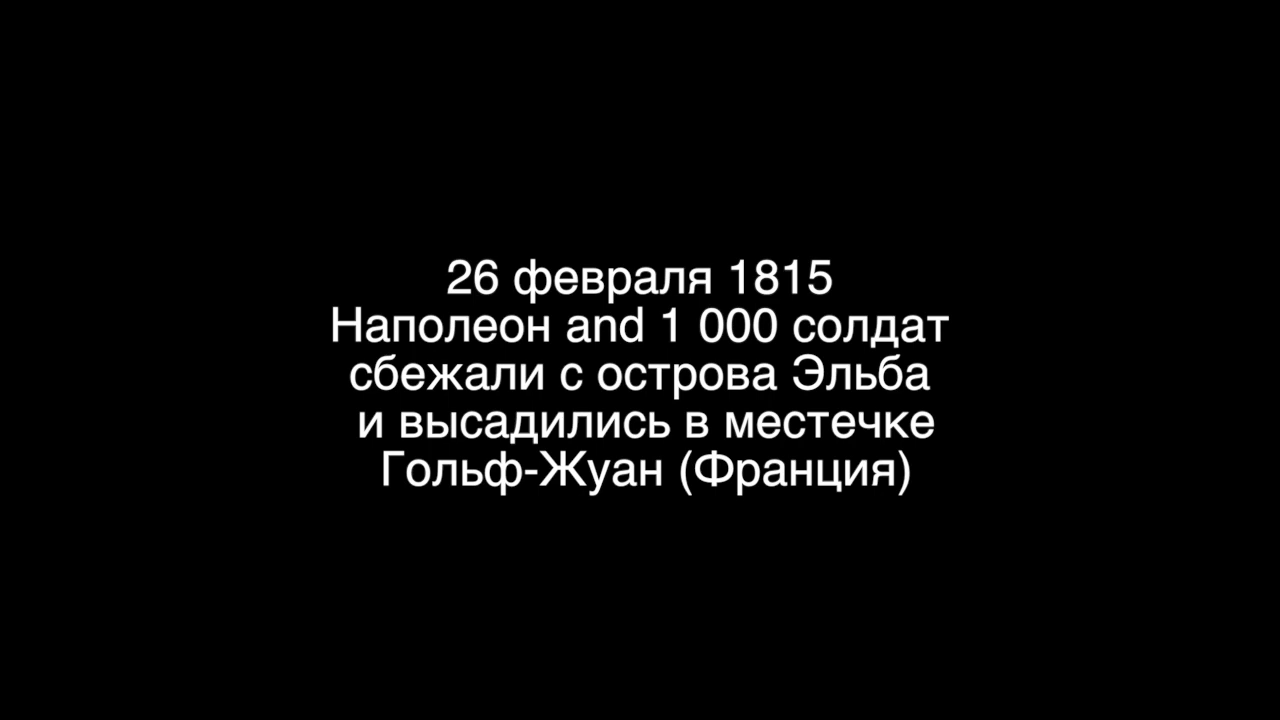 26 февраля 1815
Наполеон and 1 000 солдат
сбежали с острова Эльба
и высадились в местечке
Гольф-Жуан (Франция)